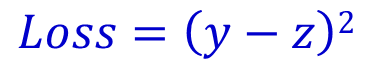 Loss = (y − z)²